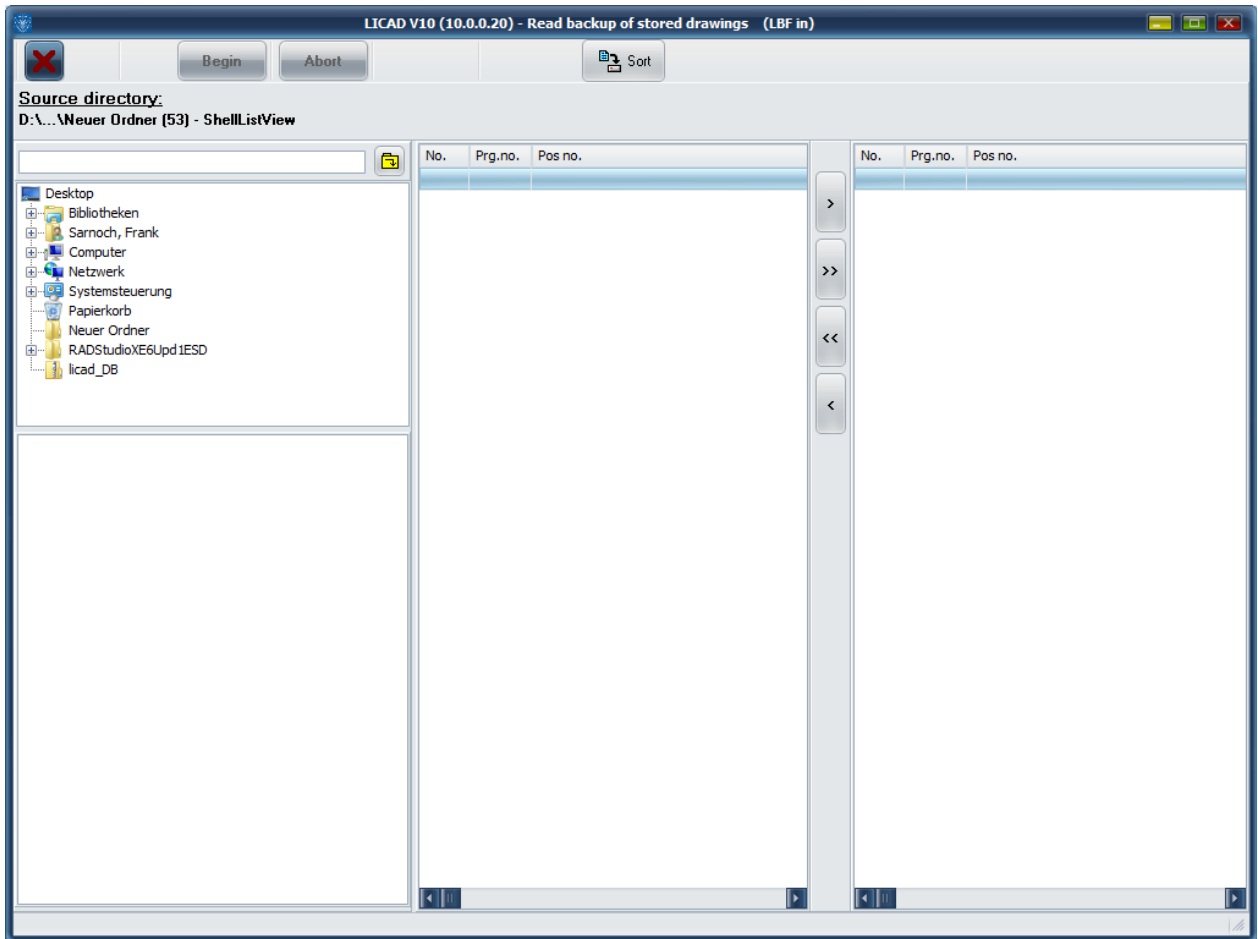 LICAD V10 (10.0.0.20) - Read backup of stored drawings (LBF in)
Begin Abort Sort
Source directory:
D:\...\Neuer Ordner (53) - ShellListView
No. Prg.no. Pos no.
No. Prg.no. Pos no.
Desktop
Bibliotheken
Sarnoch, Frank
Computer
Netzwerk
Systemsteuerung
Papierkorb
Neuer Ordner
RADStudioXE6Upd1ESD
licad_DB
>
>>
<<
<